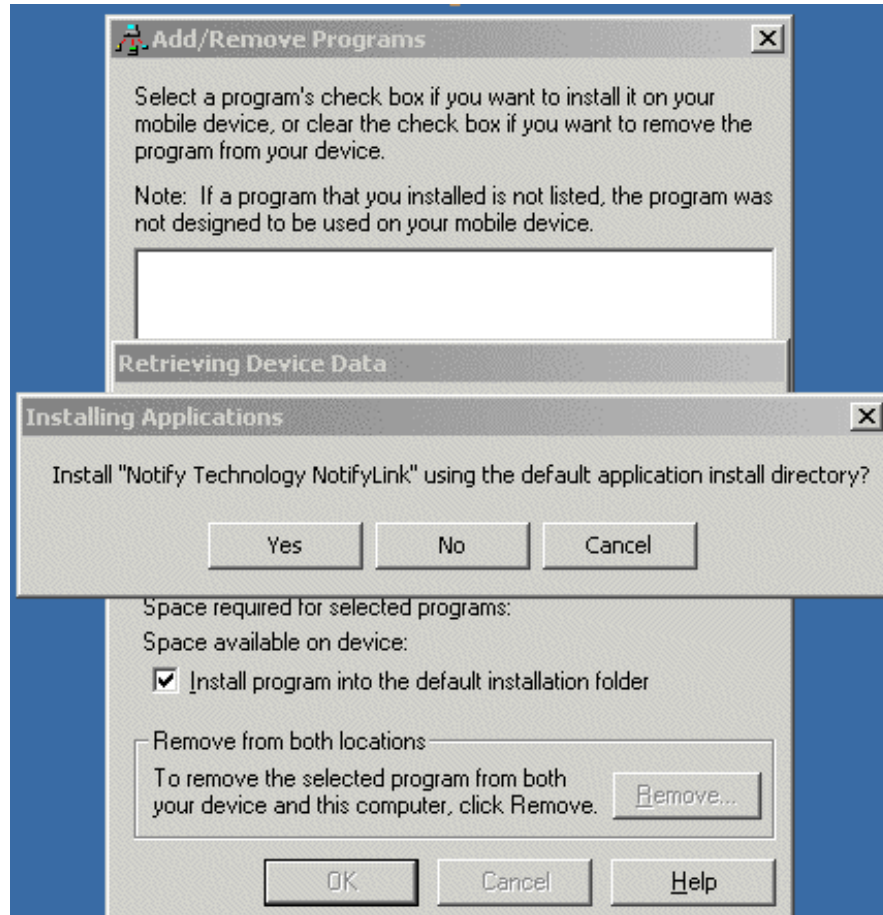 Add/Remove Programs
Select a program's check box if you want to install it on your
mobile device, or clear the check box if you want to remove the
program from your device.
Note: If a program that you installed is not listed, the program was
not designed to be used on your mobile device.
Retrieving Device Data
Installing Applications
Install "Notify Technology NotifyLink" using the default application install directory?
Yes No Cancel
Space required for selected programs:
Space available on device:
Install program into the default installation folder
Remove from both locations
To remove the selected program from both
your device and this computer, click Remove.
Remove...
OK Cancel Help